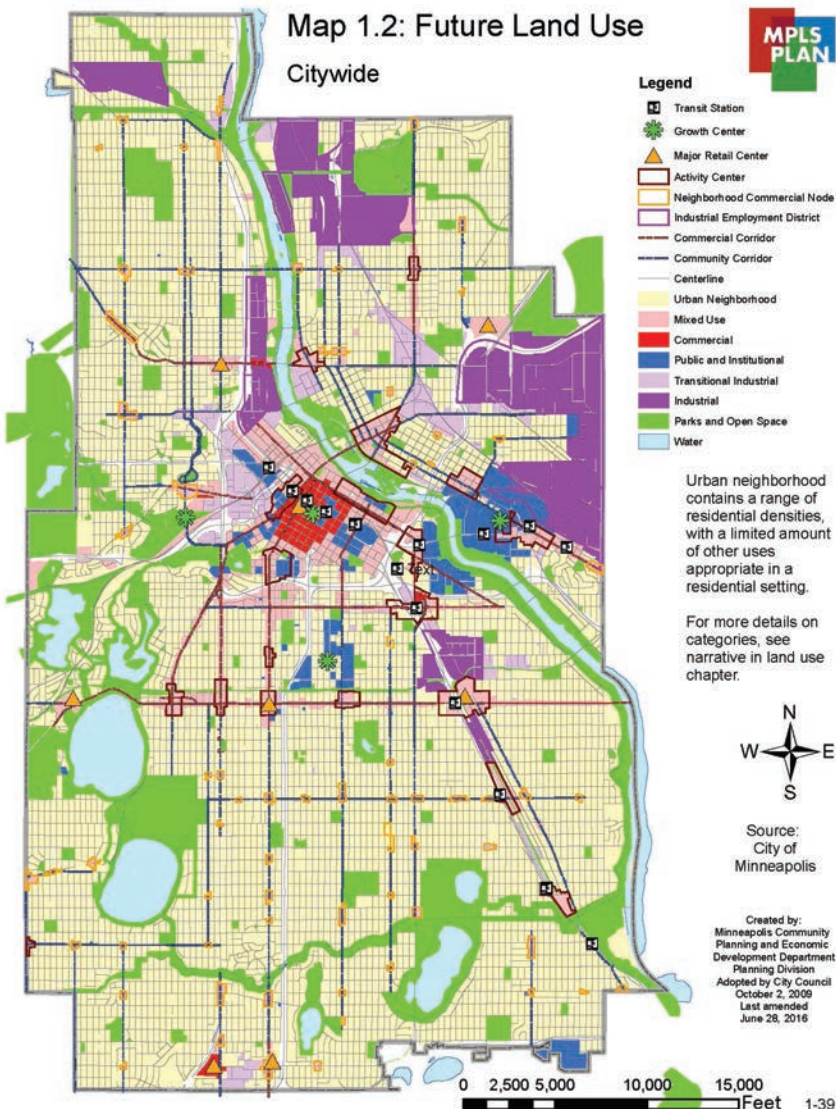 Map 1.2: Future Land Use
Citywide
MPLS
PLAN
Legend
Transit Station
Growth Center
Major Retail Center
Activity Center
Neighborhood Commercial Node
Industrial Employment District
Commercial Corridor
Community Corridor
Centerline
Urban Neighborhood
Mixed Use
Commercial
Public and Institutional
Transitional Industrial
Industrial
Parks and Open Space
Water
Urban neighborhood
contains a range of
residential densities,
with a limited amount
of other uses
appropriate in a
residential setting.
For more details on
categories, see
narrative in land use
chapter.
N
W E
S
Source:
City of
Minneapolis
Created by:
Minneapolis Community
Planning and Economic
Development Department
Planning Division
Adopted by City Council
October 2, 2009
Last amended
June 28, 2016
0 2,500 5,000 10,000 15,000
Feet
1-39